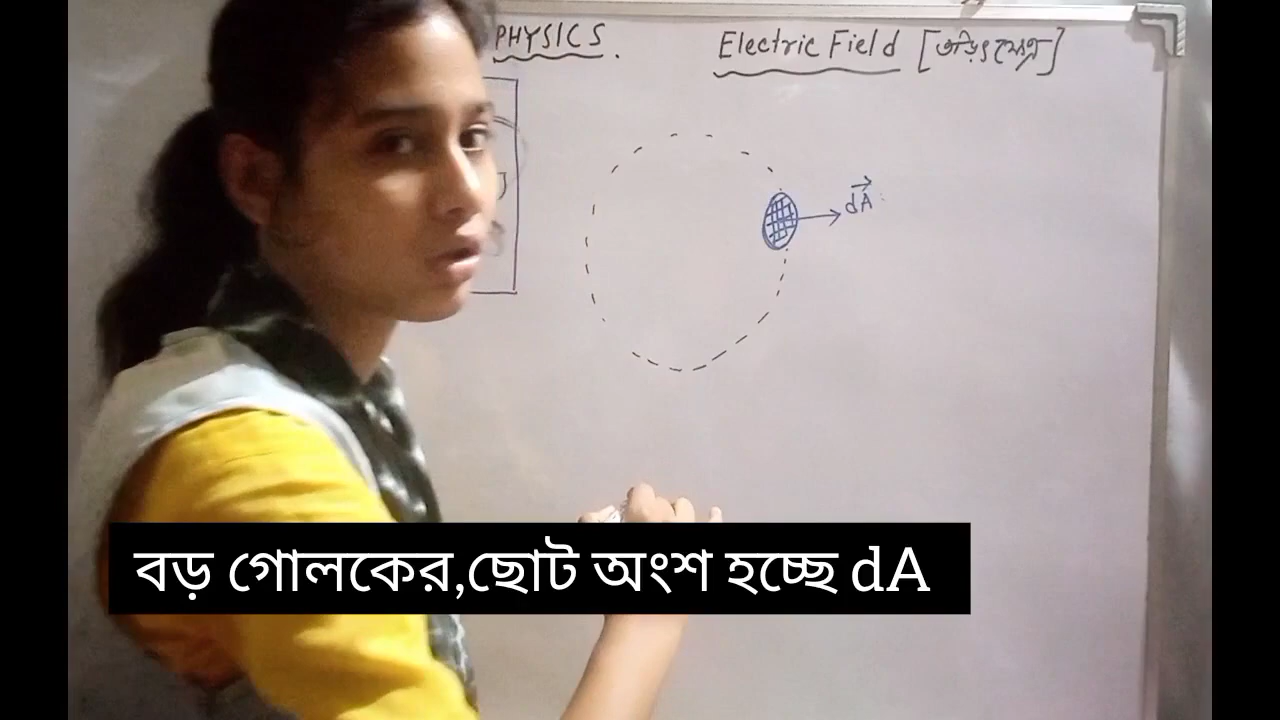 PHYSICS. Electric Field [তড়িৎ ক্ষেত্র]
dA
বড় গোলকের,ছোট অংশ হচ্ছে dA